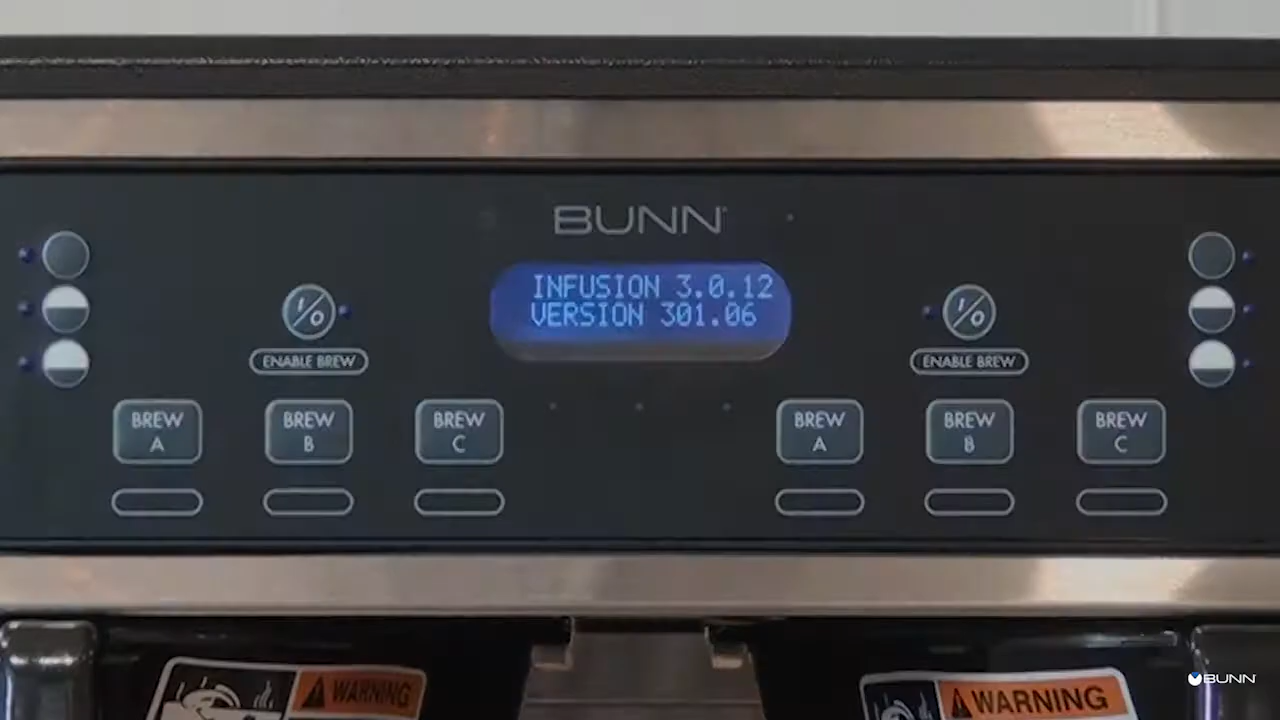 BUNN
INFUSION 3.0.12
VERSION 301.06
I/O
I/O
ENABLE BREW
ENABLE BREW
BREW
A
BREW
B
BREW
C
BREW
A
BREW
B
BREW
C
WARNING
WARNING
BUNN